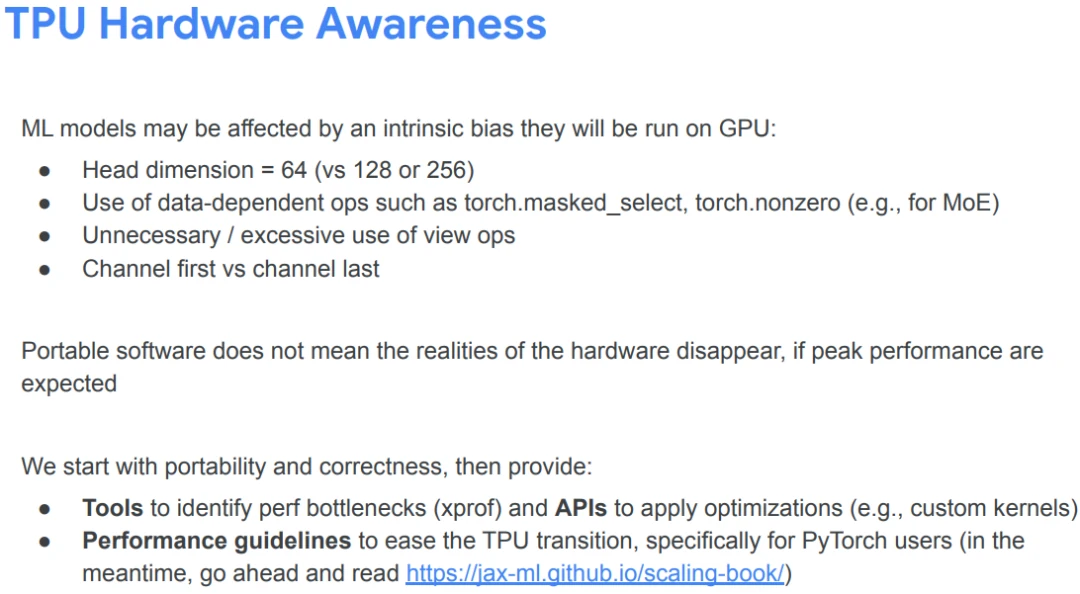 TPU Hardware Awareness
ML models may be affected by an intrinsic bias they will be run on GPU:
● Head dimension = 64 (vs 128 or 256)
● Use of data-dependent ops such as torch.masked_select, torch.nonzero (e.g., for MoE)
● Unnecessary / excessive use of view ops
● Channel first vs channel last
Portable software does not mean the realities of the hardware disappear, if peak performance are
expected
We start with portability and correctness, then provide:
● Tools to identify perf bottlenecks (xprof) and APIs to apply optimizations (e.g., custom kernels)
● Performance guidelines to ease the TPU transition, specifically for PyTorch users (in the
meantime, go ahead and read https://jax-ml.github.io/scaling-book/)